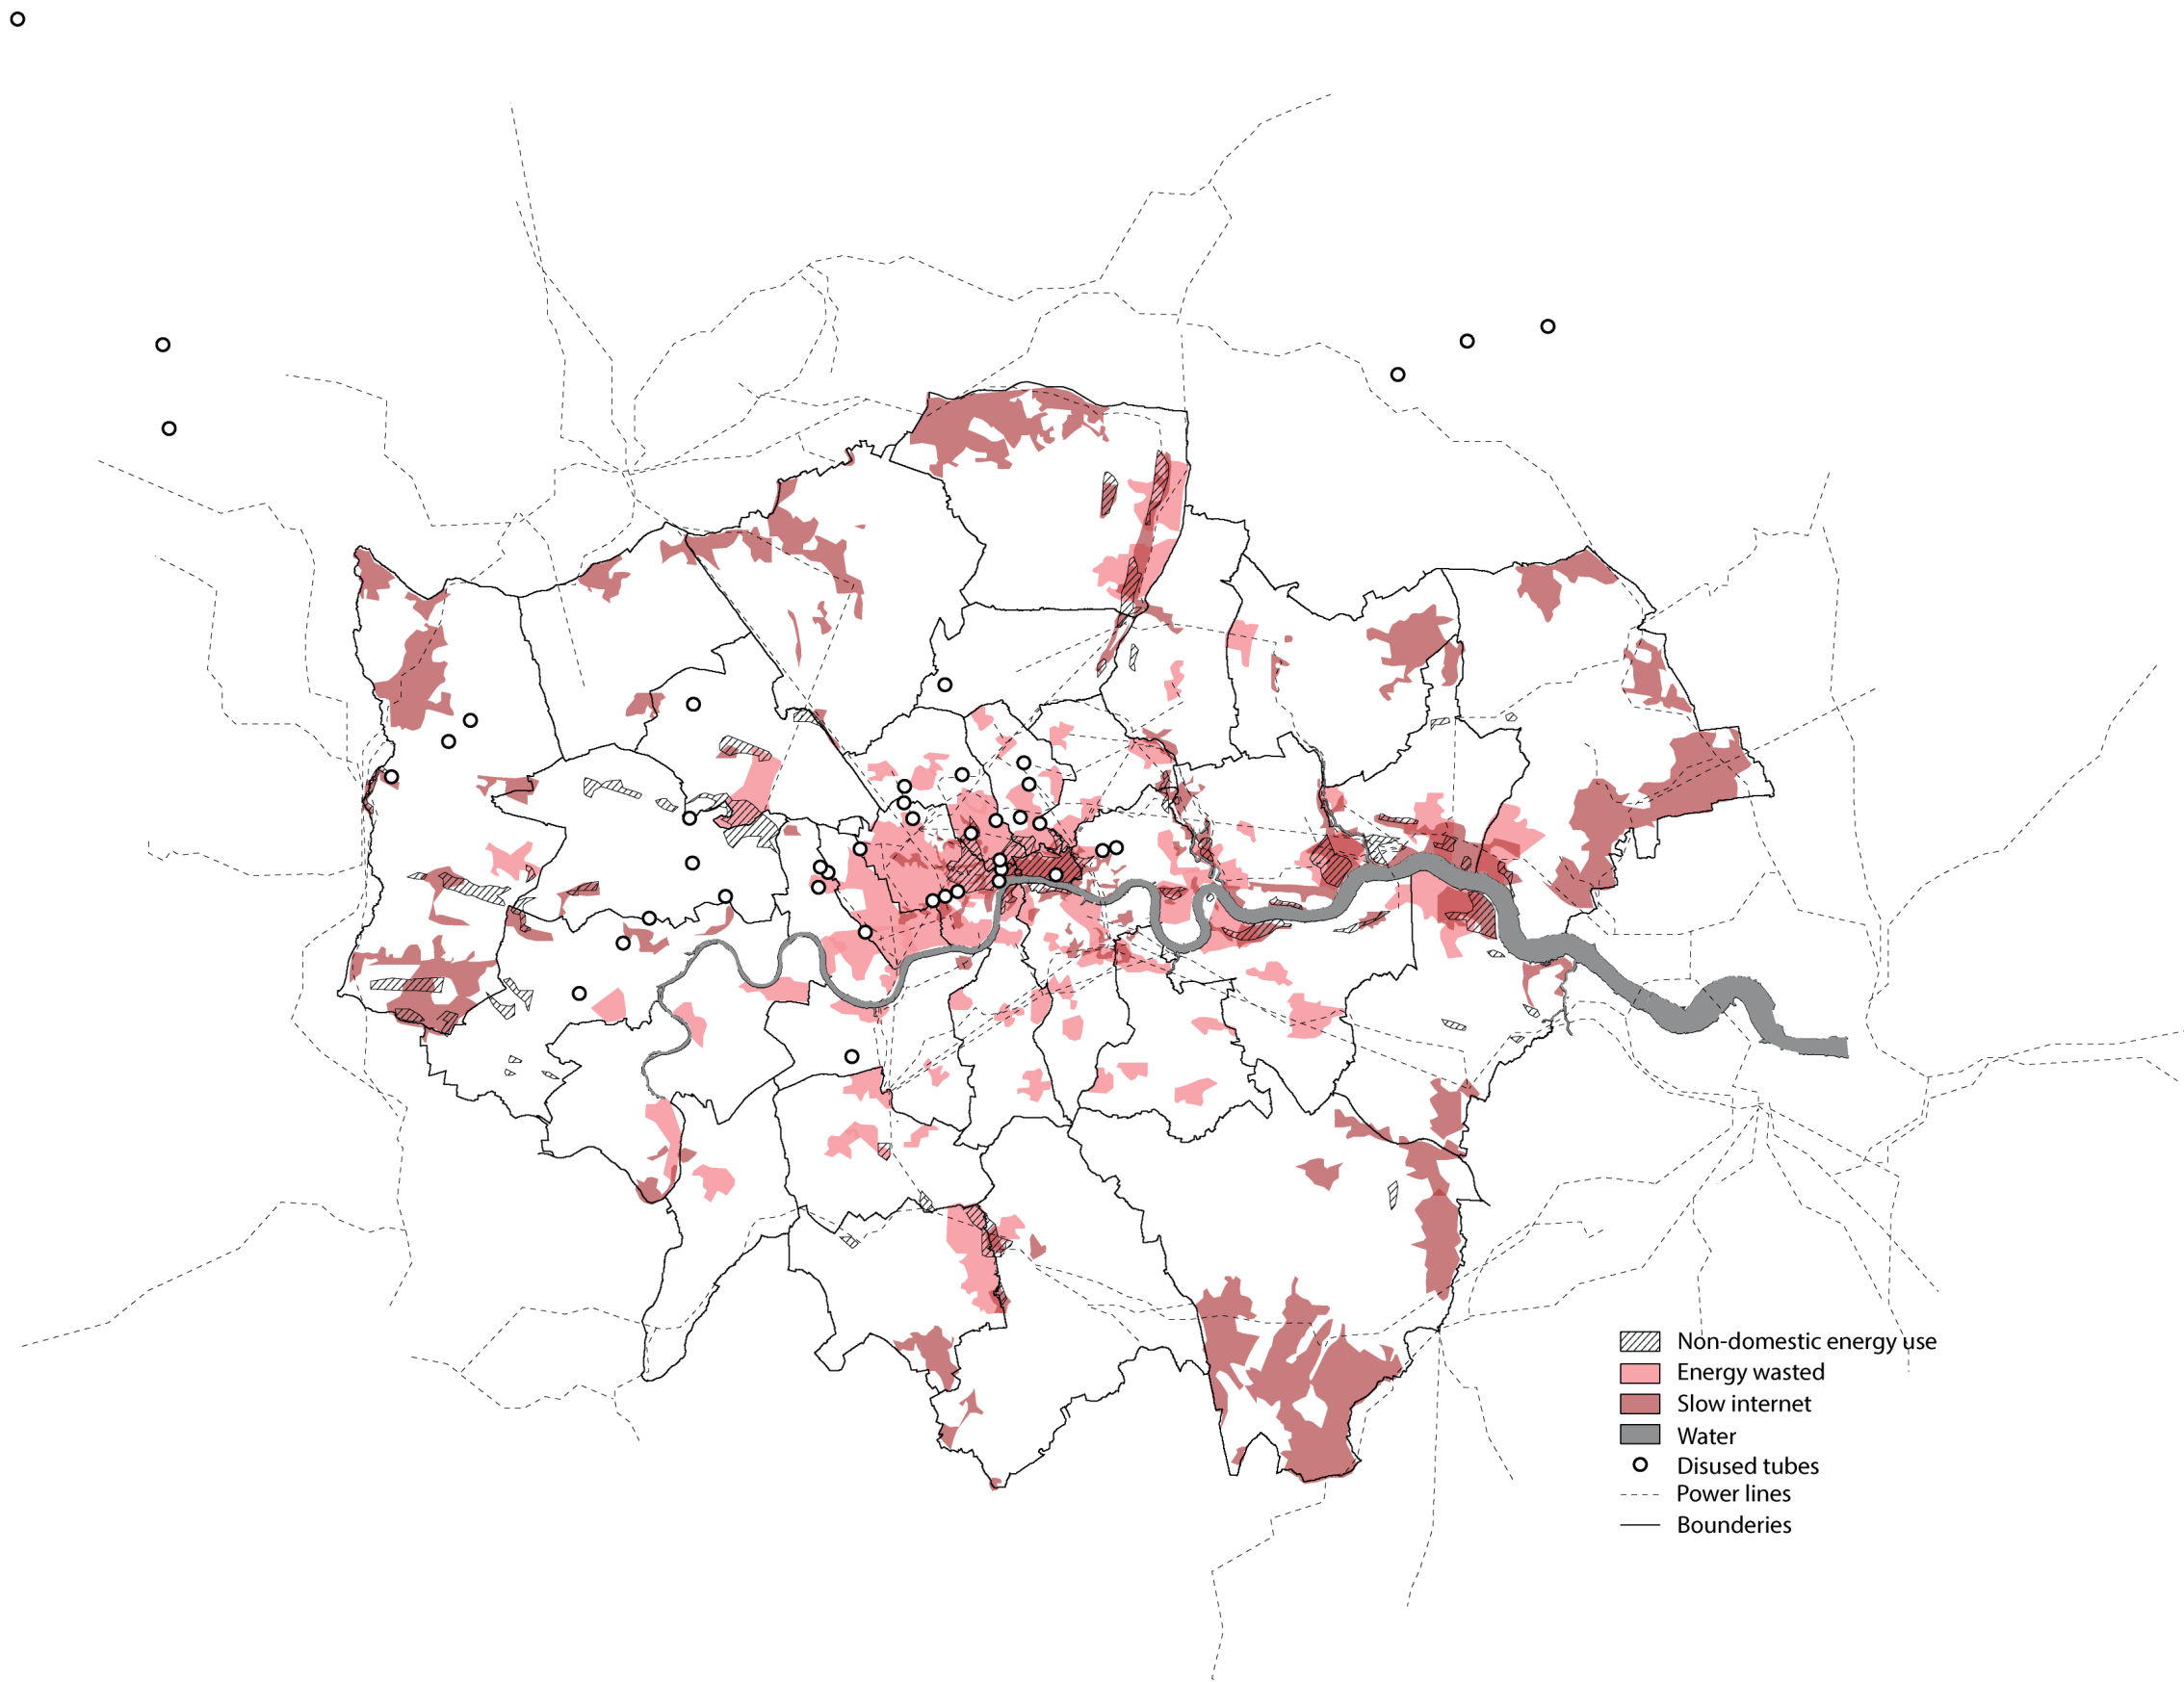 Non-domestic energy use
Energy wasted
Slow internet
Water
Disused tubes
Power lines
Bounderies